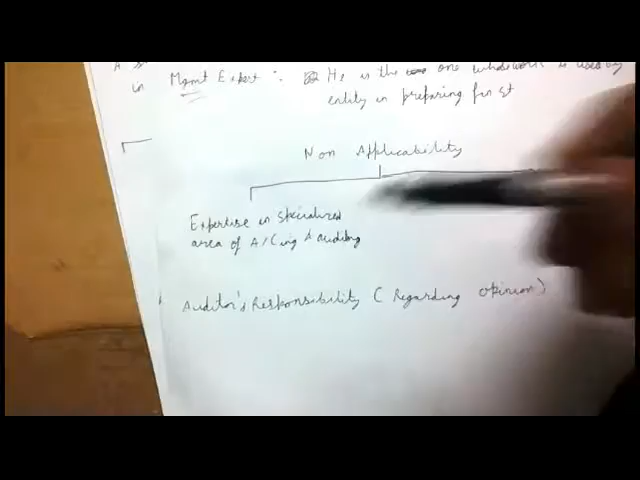 in Mgmt Expert :- He is the one whose work is used by
entity in preparing fin st
Non Applicability
Expertise in specialized
area of A/Cing & auditing
Auditor's Responsibility ( Regarding opinion)